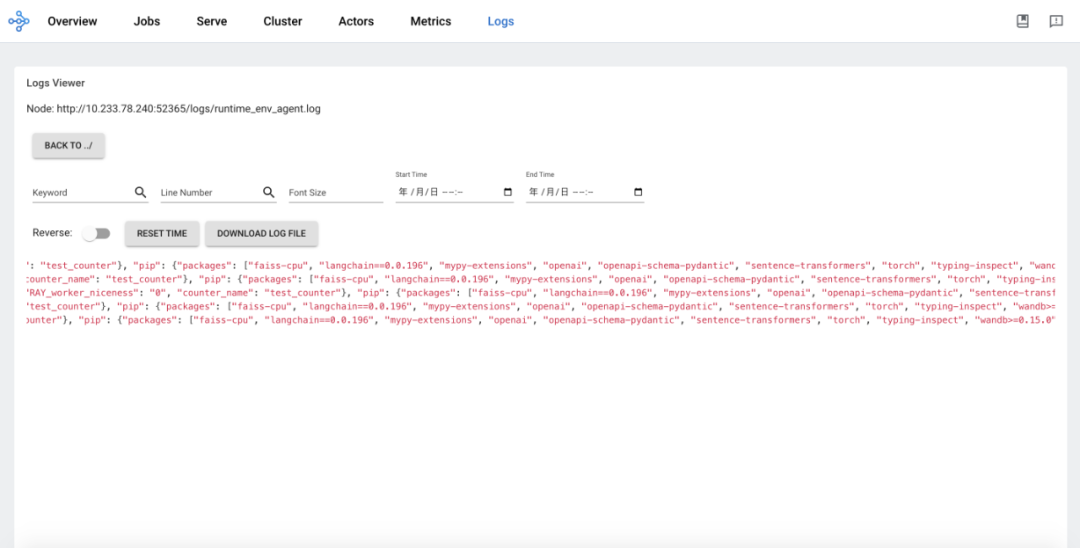 Overview Jobs Serve Cluster Actors Metrics Logs
Logs Viewer
Node: http://10.233.78.240:52365/logs/runtime_env_agent.log
BACK TO ../
Start Time End Time
Keyword Line Number Font Size 年 /月/日 --:-- 年 /月/日 --:--
Reverse: RESET TIME DOWNLOAD LOG FILE
": "test_counter"}, "pip": {"packages": ["faiss-cpu", "langchain==0.0.196", "mypy-extensions", "openai", "openapi-schema-pydantic", "sentence-transformers", "torch", "typing-inspect", "wand
counter_name": "test_counter"}, "pip": {"packages": ["faiss-cpu", "langchain==0.0.196", "mypy-extensions", "openai", "openapi-schema-pydantic", "sentence-transformers", "torch", "typing-ins
"RAY_worker_niceness": "0", "counter_name": "test_counter"}, "pip": {"packages": ["faiss-cpu", "langchain==0.0.196", "mypy-extensions", "openai", "openapi-schema-pydantic", "sentence-transf
"test_counter"}, "pip": {"packages": ["faiss-cpu", "langchain==0.0.196", "mypy-extensions", "openai", "openapi-schema-pydantic", "sentence-transformers", "torch", "typing-inspect", "wandb>=
ounter"}, "pip": {"packages": ["faiss-cpu", "langchain==0.0.196", "mypy-extensions", "openai", "openapi-schema-pydantic", "sentence-transformers", "torch", "typing-inspect", "wandb>=0.15.0"